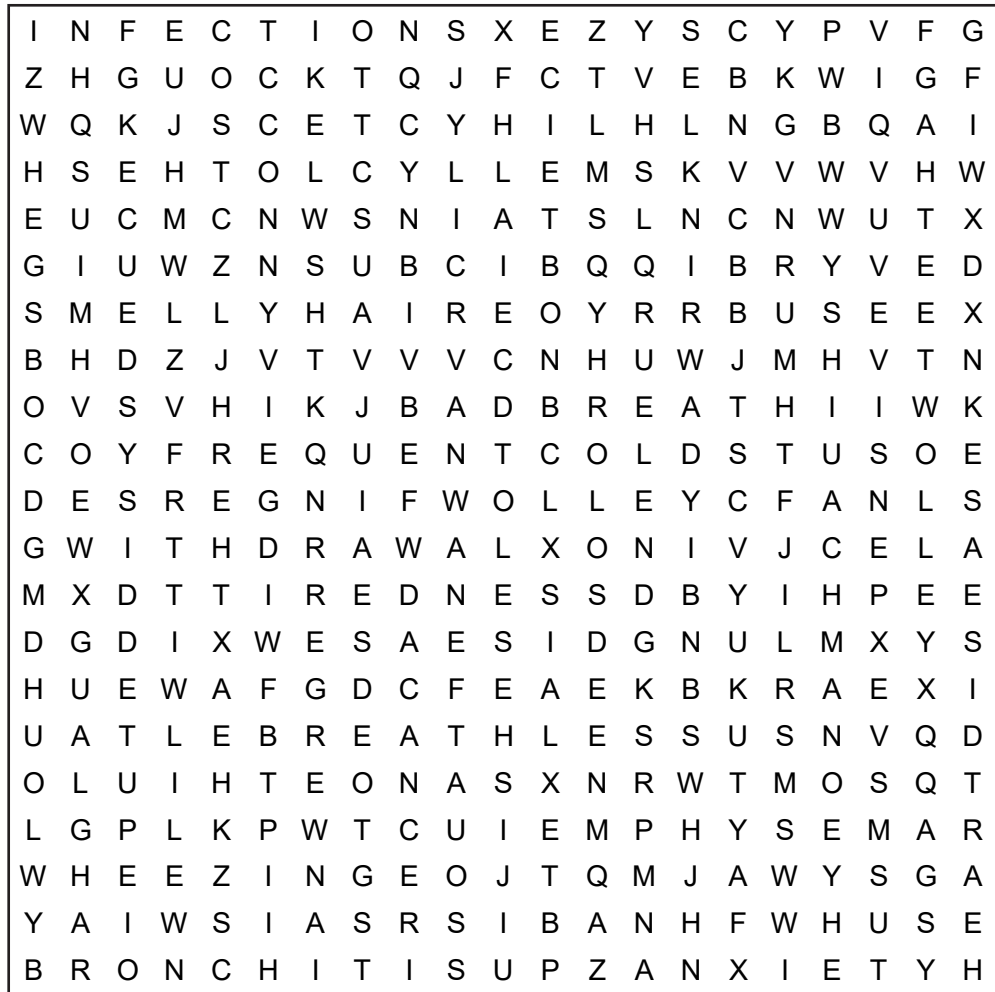 I N F E C T I O N S X E Z Y S C Y P V F G
Z H G U O C K T Q J F C T V E B K W I G F
W Q K J S C E T C Y H I L H L N G B Q A I
H S E H T O L C Y L L E M S K V V W V H W
E U C M C N W S N I A T S L N C N W U T X
G I U W Z N S U B C I B Q Q I B R Y V E D
S M E L L Y H A I R E O Y R R B U S E E X
B H D Z J V T V V V C N H U W J M H V T N
O V S V H I K J B A D B R E A T H I I W K
C O Y F R E Q U E N T C O L D S T U S O E
D E S R E G N I F W O L L E Y C F A N L S
G W I T H D R A W A L X O N I V J C E L A
M X D T T I R E D N E S S D B Y I H P E E
D G D I X W E S A E S I D G N U L M X Y S
H U E W A F G D C F E A E K B K R A E X I
U A T L E B R E A T H L E S S U S N V Q D
O L U I H T E O N A S X N R W T M O S Q T
L G P L K P W T C U I E M P H Y S E M A R
W H E E Z I N G E O J T Q M J A W Y S G A
Y A I W S I A S R S I B A N H F W H U S E
B R O N C H I T I S U P Z A N X I E T Y H